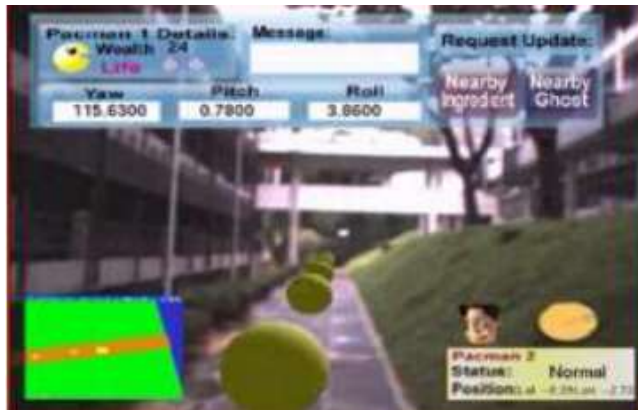 Pacman 1 Details:
Wealth 24
Life
Message:
Request Update:
Nearby Ingredient
Nearby Ghost
Yaw
Pitch
Roll
115.6300
0.7800
3.8600
Pacman 2
Status: Normal
Position: